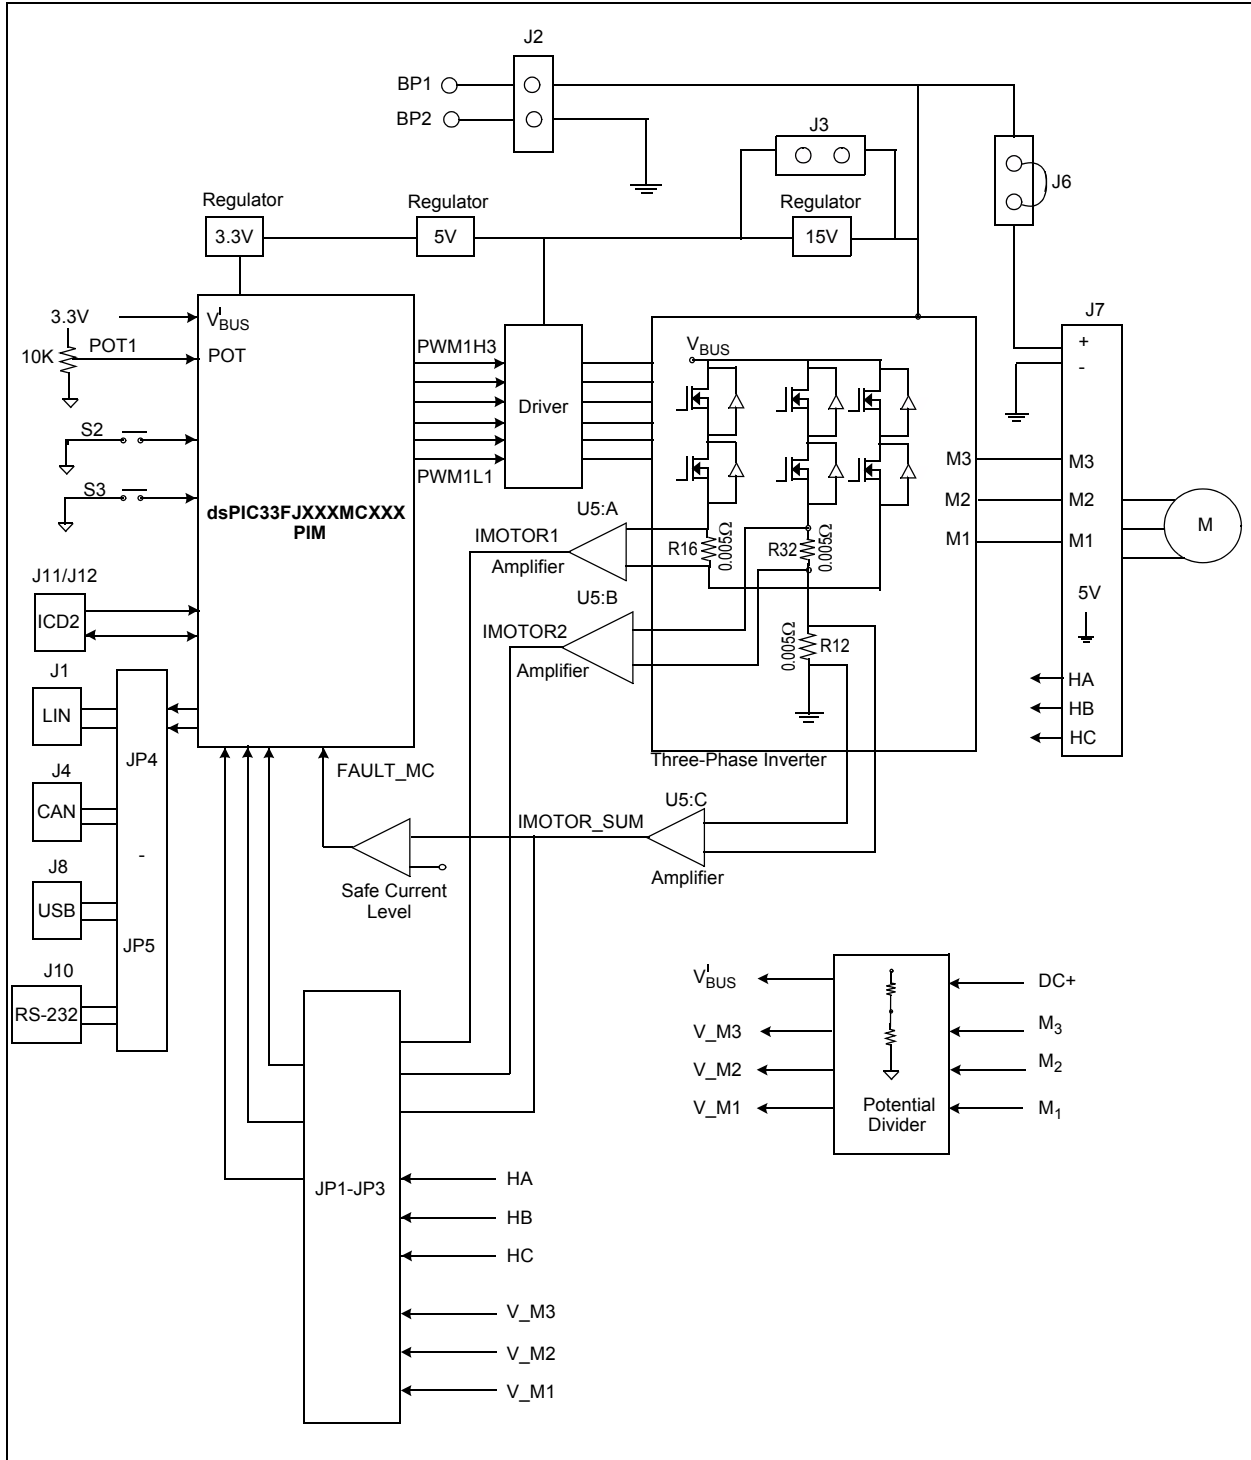 J2
BP1
BP2
J3
J6
Regulator
Regulator
Regulator
3.3V
5V
15V
J7
3.3V
V'BUS
10K
POT1
POT
PWM1H3
VBUS
+
-
Driver
S2
PWM1L1
M3
M3
S3
M2
M2
dsPIC33FJXXXMCXXX
PIM
U5:A
M
IMOTOR1
R16
0.005Ω
R32
0.005Ω
M1
M1
Amplifier
J11/J12
ICD2
U5:B
5V
IMOTOR2
0.005Ω
R12
Amplifier
J1
HA
LIN
HB
HC
JP4
Three-Phase Inverter
J4
FAULT_MC
CAN
U5:C
IMOTOR_SUM
-
J8
Amplifier
Safe Current
Level
USB
JP5
J10
RS-232
V'BUS
DC+
V_M3
M3
V_M2
M2
V_M1
M1
Potential
Divider
JP1-JP3
HA
HB
HC
V_M3
V_M2
V_M1